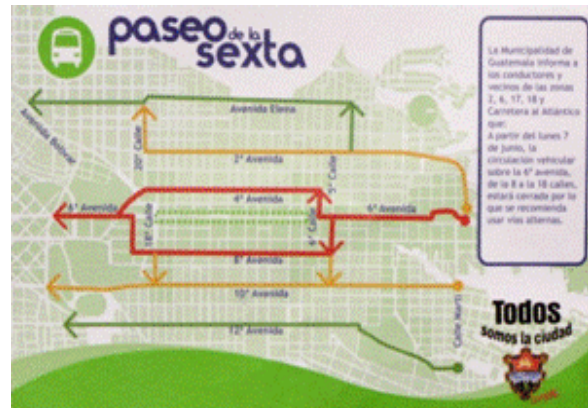 paseo de la
sexta
La Municipalidad de
Guatemala informa a
los conductores y
vecinos de las zonas
2, 6, 17, 18 y
Carretera al Atlántico
que:
A partir del lunes 7
de junio, la
circulación vehicular
sobre la 6ª avenida,
de la 8 a la 18 calles,
estará cerrada por lo
que se recomienda
usar vías alternas.
Avenida Elena
Avenida Bolívar
20ª Calle
2ª Avenida
5ª Calle
4ª Avenida
6ª Avenida
18ª Calle
6ª Calle
6ª Avenida
8ª Avenida
10ª Avenida
12ª Avenida
Calle Martí
Todos
somos la ciudad